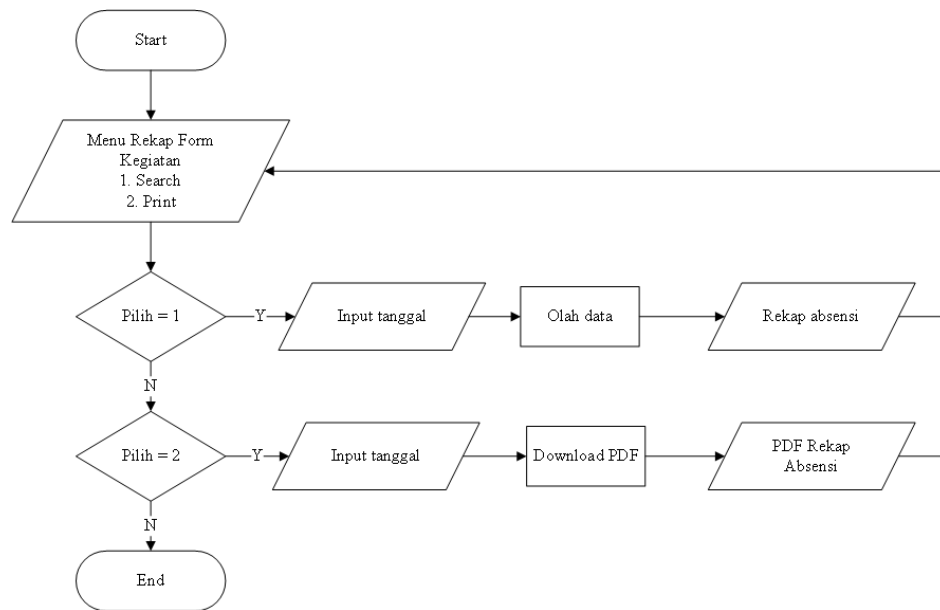 Start
Menu Rekap Form
Kegiatan
1. Search
2. Print
Pilih = 1
Y
Input tanggal
Olah data
Rekap absensi
N
Pilih = 2
Y
Input tanggal
Download PDF
PDF Rekap
Absensi
N
End